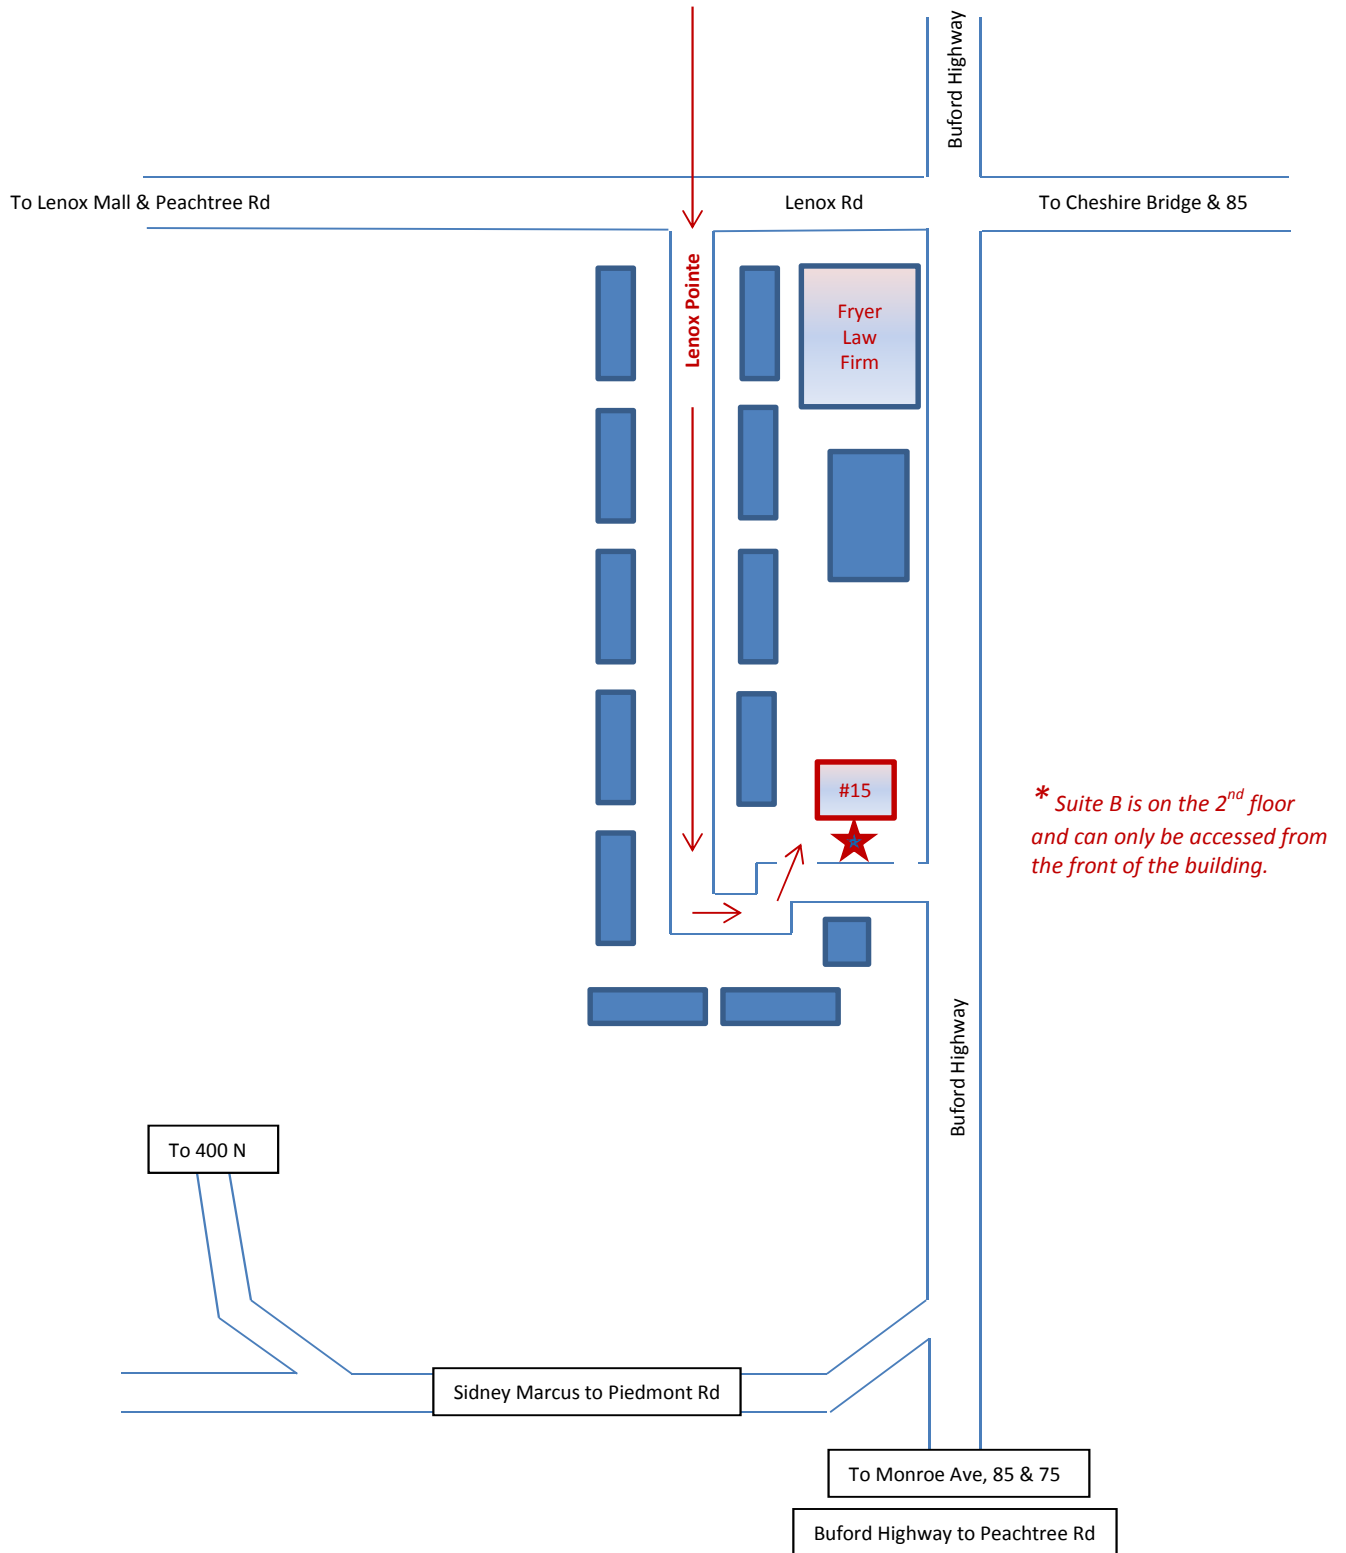 Buford Highway
To Lenox Mall & Peachtree Rd
Lenox Rd
To Cheshire Bridge & 85
Lenox Pointe
Fryer
Law
Firm
#15
* Suite B is on the 2nd floor
and can only be accessed from
the front of the building.
*
Buford Highway
To 400 N
Sidney Marcus to Piedmont Rd
To Monroe Ave, 85 & 75
Buford Highway to Peachtree Rd